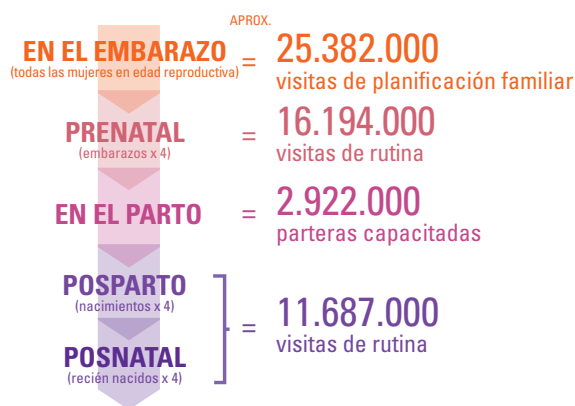 APROX.
EN EL EMBARAZO = 25.382.000
(todas las mujeres en edad reproductiva) visitas de planificación familiar
PRENATAL = 16.194.000
(embarazos x 4) visitas de rutina
EN EL PARTO = 2.922.000
parteras capacitadas
POSPARTO
(nacimientos x 4)
= 11.687.000
visitas de rutina
POSNATAL
(recién nacidos x 4)